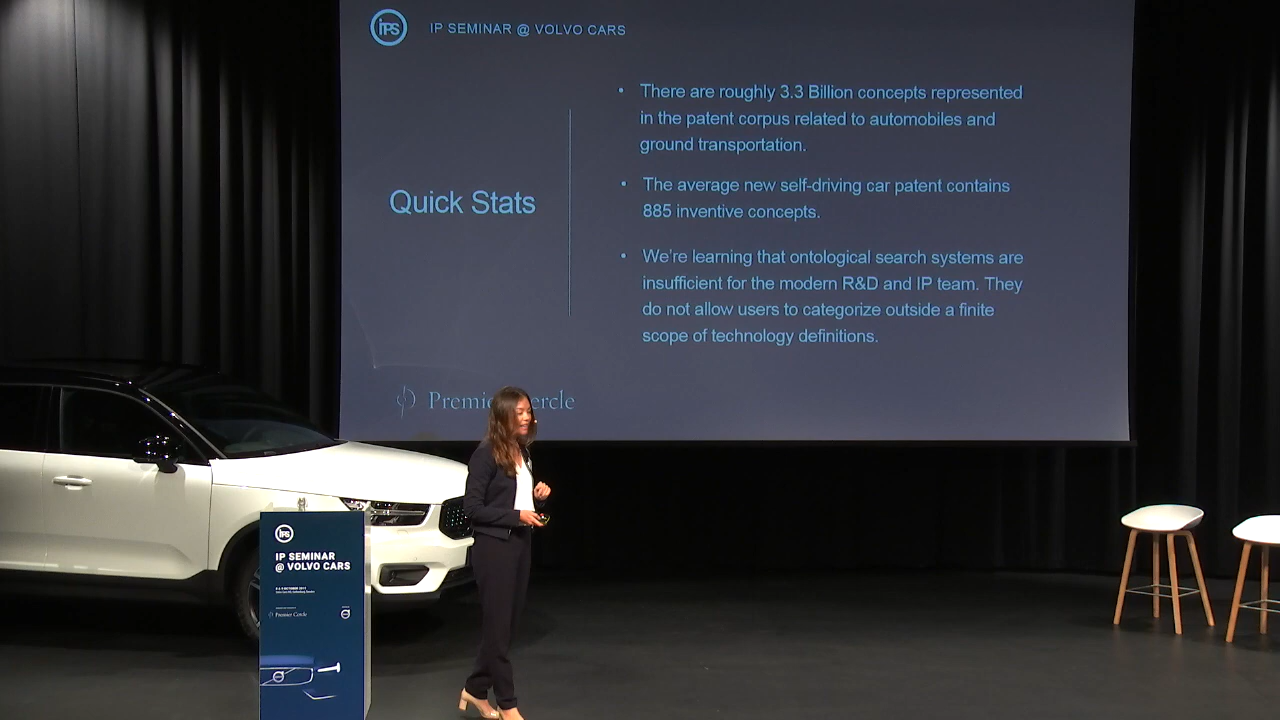 iPS
IP SEMINAR @ VOLVO CARS
• There are roughly 3.3 Billion concepts represented
in the patent corpus related to automobiles and
ground transportation.
Quick Stats
• The average new self-driving car patent contains
885 inventive concepts.
• We're learning that ontological search systems are
insufficient for the modern R&D and IP team. They
do not allow users to categorize outside a finite
scope of technology definitions.
Premie ercle
iPS
IP SEMINAR
@ VOLVO CARS
Premier Cercle